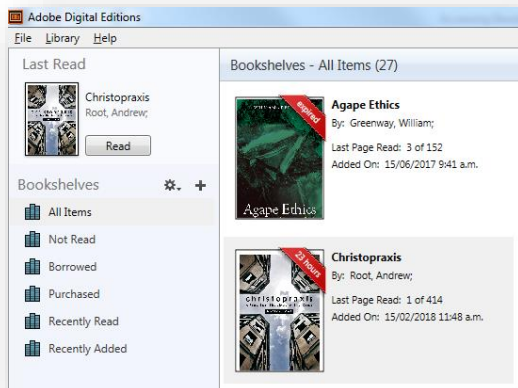 Adobe Digital Editions
File Library Help
Last Read
Christopraxis
Root, Andrew;
Read
Bookshelves
All Items
Not Read
Borrowed
Purchased
Recently Read
Recently Added
Bookshelves - All Items (27)
expired
Agape Ethics
Agape Ethics
By: Greenway, William;
Last Page Read: 3 of 152
Added On: 15/06/2017 9:41 a.m.
23 hours
christopraxis
Christopraxis
By: Root, Andrew;
Last Page Read: 1 of 414
Added On: 15/02/2018 11:48 a.m.